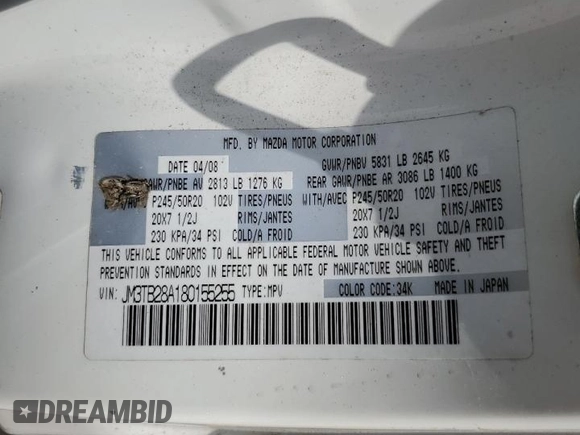 MFD. BY MAZDA MOTOR CORPORATION
DATE 04/08 GVWR/PNBV 5831 LB 2645 KG
GAWR/PNBE AV 2813 LB 1276 KG REAR GAWR/PNBE AR 3086 LB 1400 KG
P245/50R20 102V TIRES/PNEUS WITH/AVEC P245/50R20 102V TIRES/PNEUS
20X7 1/2J RIMS/JANTES 20X7 1/2J RIMS/JANTES
230 KPA/34 PSI COLD/A FROID 230 KPA/34 PSI COLD/A FROID
THIS VEHICLE CONFORMS TO ALL APPLICABLE FEDERAL MOTOR VEHICLE SAFETY AND THEFT
PREVENTION STANDARDS IN EFFECT ON THE DATE OF MANUFACTURE SHOWN ABOVE.
VIN: JM3TB28A180155255 TYPE:MPV COLOR CODE:34K MADE IN JAPAN
DREAMBID